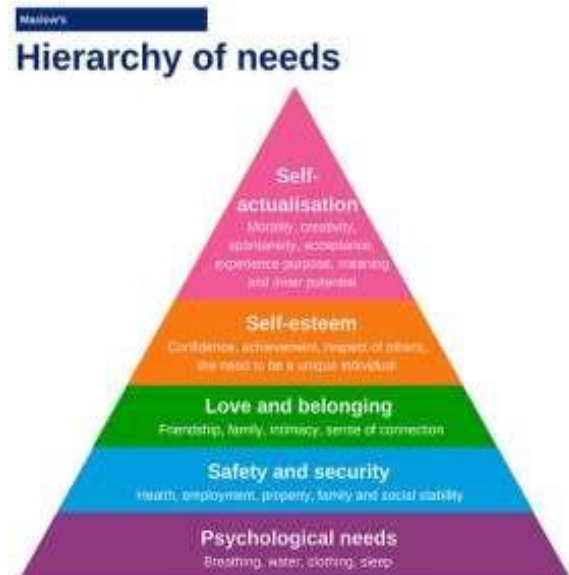 Maslow's
Hierarchy of needs
Self-
actualisation
Morality, creativity,
spontaneity, acceptance,
experience purpose, meaning
and inner potential
Self-esteem
Confidence, achievement, respect of others,
the need to be a unique individual
Love and belonging
Friendship, family, intimacy, sense of connection
Safety and security
Health, employment, property, family and social stability
Psychological needs
Breathing, water, clothing, sleep